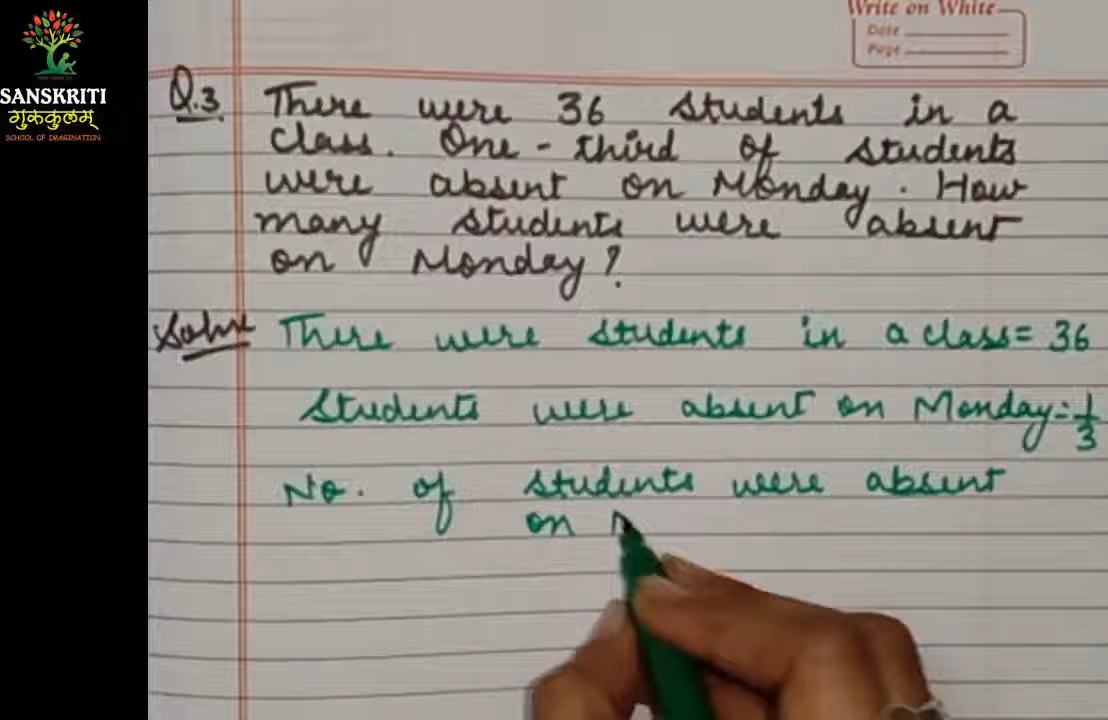 SANSKRITI
गुरुकुलम्
SCHOOL OF IMAGINATION
Write on White
Date
Page
Q.3 There were 36 students in a
class. One-third of students
were absent on Monday. How
many students were absent
on Monday?
Soln There were students in a class= 36
Students were absent on Monday=1/3
No. of students were absent
on